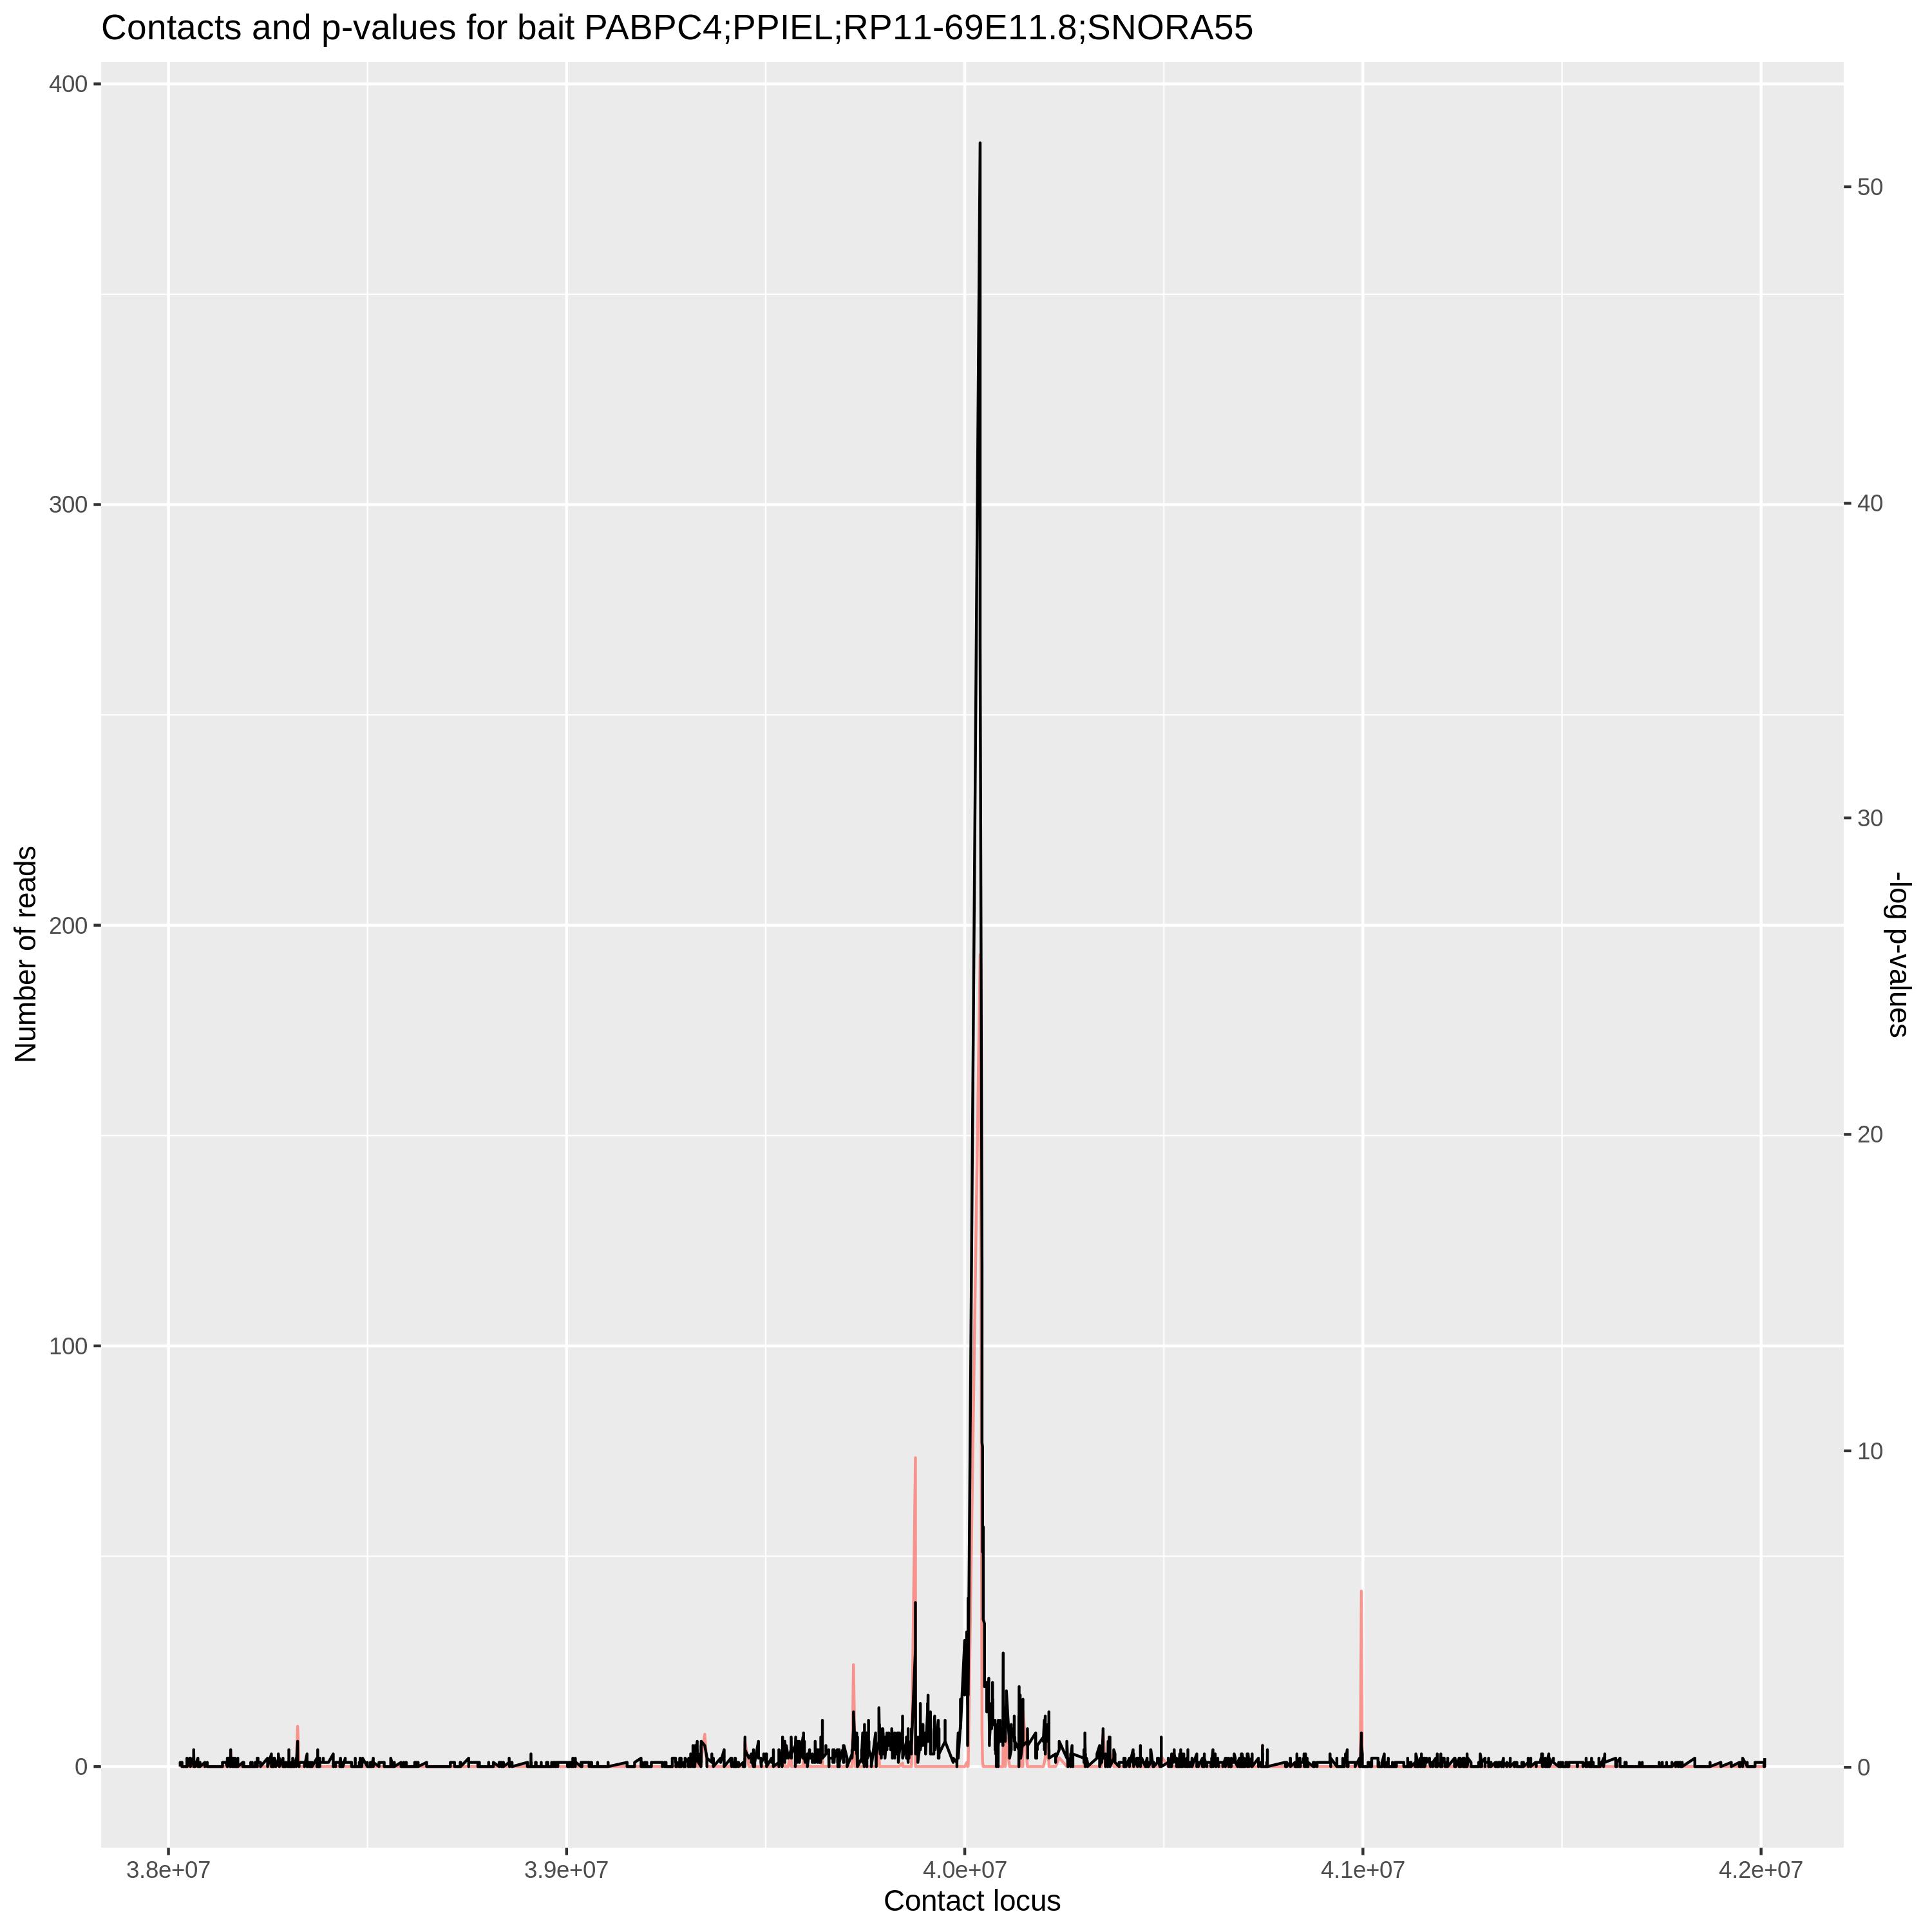 Contacts and p-values for bait PABPC4;PPIEL;RP11-69E11.8;SNORA55
400
300
200
100
0
Number of reads
50
40
30
20
10
0
-log p-values
3.8e+07
3.9e+07
4.0e+07
4.1e+07
4.2e+07
Contact locus